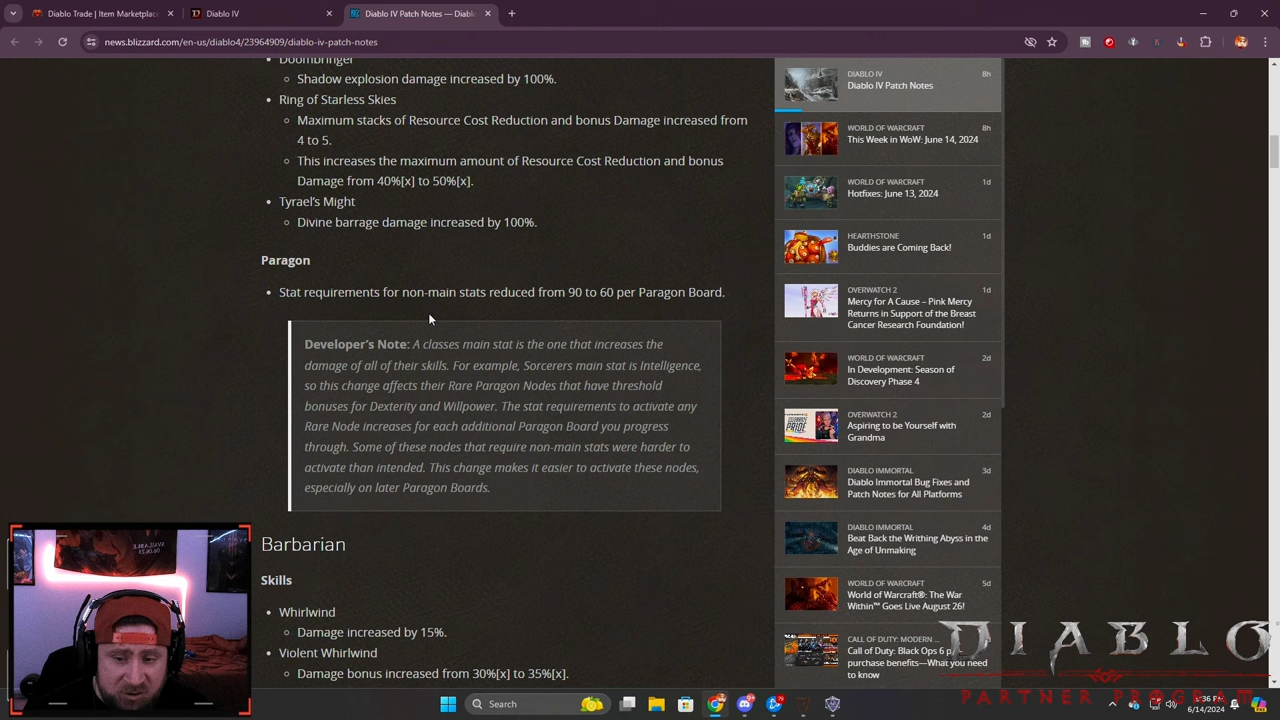 Diablo Trade | Item Marketplac
Diablo IV
Diablo IV Patch Notes — Diabl
news.blizzard.com/en-us/diablo4/23964909/diablo-iv-patch-notes
Doombringer
Shadow explosion damage increased by 100%.
Ring of Starless Skies
Maximum stacks of Resource Cost Reduction and bonus Damage increased from
4 to 5.
This increases the maximum amount of Resource Cost Reduction and bonus
Damage from 40%[x] to 50%[x].
Tyrael's Might
Divine barrage damage increased by 100%.
Paragon
Stat requirements for non-main stats reduced from 90 to 60 per Paragon Board.
Developer's Note: A classes main stat is the one that increases the
damage of all of their skills. For example, Sorcerers main stat is Intelligence,
so this change affects their Rare Paragon Nodes that have threshold
bonuses for Dexterity and Willpower. The stat requirements to activate any
Rare Node increases for each additional Paragon Board you progress
through. Some of these nodes that require non-main stats were harder to
activate than intended. This change makes it easier to activate these nodes,
especially on later Paragon Boards.
Barbarian
Skills
Whirlwind
Damage increased by 15%.
Violent Whirlwind
Damage bonus increased from 30%[x] to 35%[x].
DIABLO IV 8h
Diablo IV Patch Notes
WORLD OF WARCRAFT 8h
This Week in WoW: June 14, 2024
WORLD OF WARCRAFT 1d
Hotfixes: June 13, 2024
HEARTHSTONE 1d
Buddies are Coming Back!
OVERWATCH 2 1d
Mercy for A Cause – Pink Mercy
Returns in Support of the Breast
Cancer Research Foundation!
WORLD OF WARCRAFT 2d
In Development: Season of
Discovery Phase 4
OVERWATCH 2 2d
Aspiring to be Yourself with
Grandma
DIABLO IMMORTAL 3d
Diablo Immortal Bug Fixes and
Patch Notes for All Platforms
DIABLO IMMORTAL 4d
Beat Back the Writhing Abyss in the
Age of Unmaking
WORLD OF WARCRAFT 5d
World of Warcraft®: The War
Within™ Goes Live August 26!
CALL OF DUTY: MODERN ...
Call of Duty: Black Ops 6 p
purchase benefits—What you need
to know
DIABLO
PARTNER PROGRAM
Search
6/14/2024